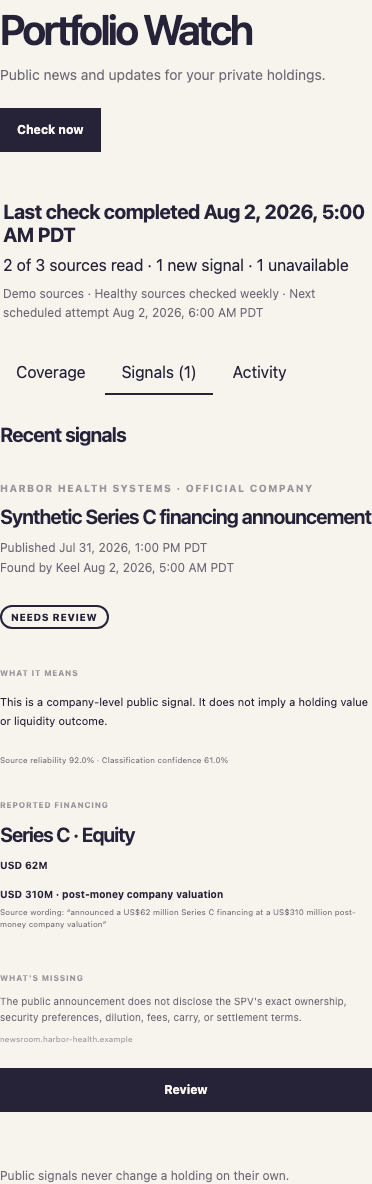 Portfolio Watch
Public news and updates for your private holdings.
Check now
Last check completed Aug 2, 2026, 5:00
AM PDT
2 of 3 sources read · 1 new signal · 1 unavailable
Demo sources · Healthy sources checked weekly · Next
scheduled attempt Aug 2, 2026, 6:00 AM PDT
Coverage
Signals (1)
Activity
Recent signals
HARBOR HEALTH SYSTEMS · OFFICIAL COMPANY
Synthetic Series C financing announcement
Published Jul 31, 2026, 1:00 PM PDT
Found by Keel Aug 2, 2026, 5:00 AM PDT
NEEDS REVIEW
WHAT IT MEANS
This is a company-level public signal. It does not imply a holding value
or liquidity outcome.
Source reliability 92.0% · Classification confidence 61.0%
REPORTED FINANCING
Series C · Equity
USD 62M
USD 310M · post-money company valuation
Source wording: “announced a US$62 million Series C financing at a US$310 million post-
money company valuation”
WHAT'S MISSING
The public announcement does not disclose the SPV's exact ownership,
security preferences, dilution, fees, carry, or settlement terms.
newsroom.harbor-health.example
Review
Public signals never change a holding on their own.